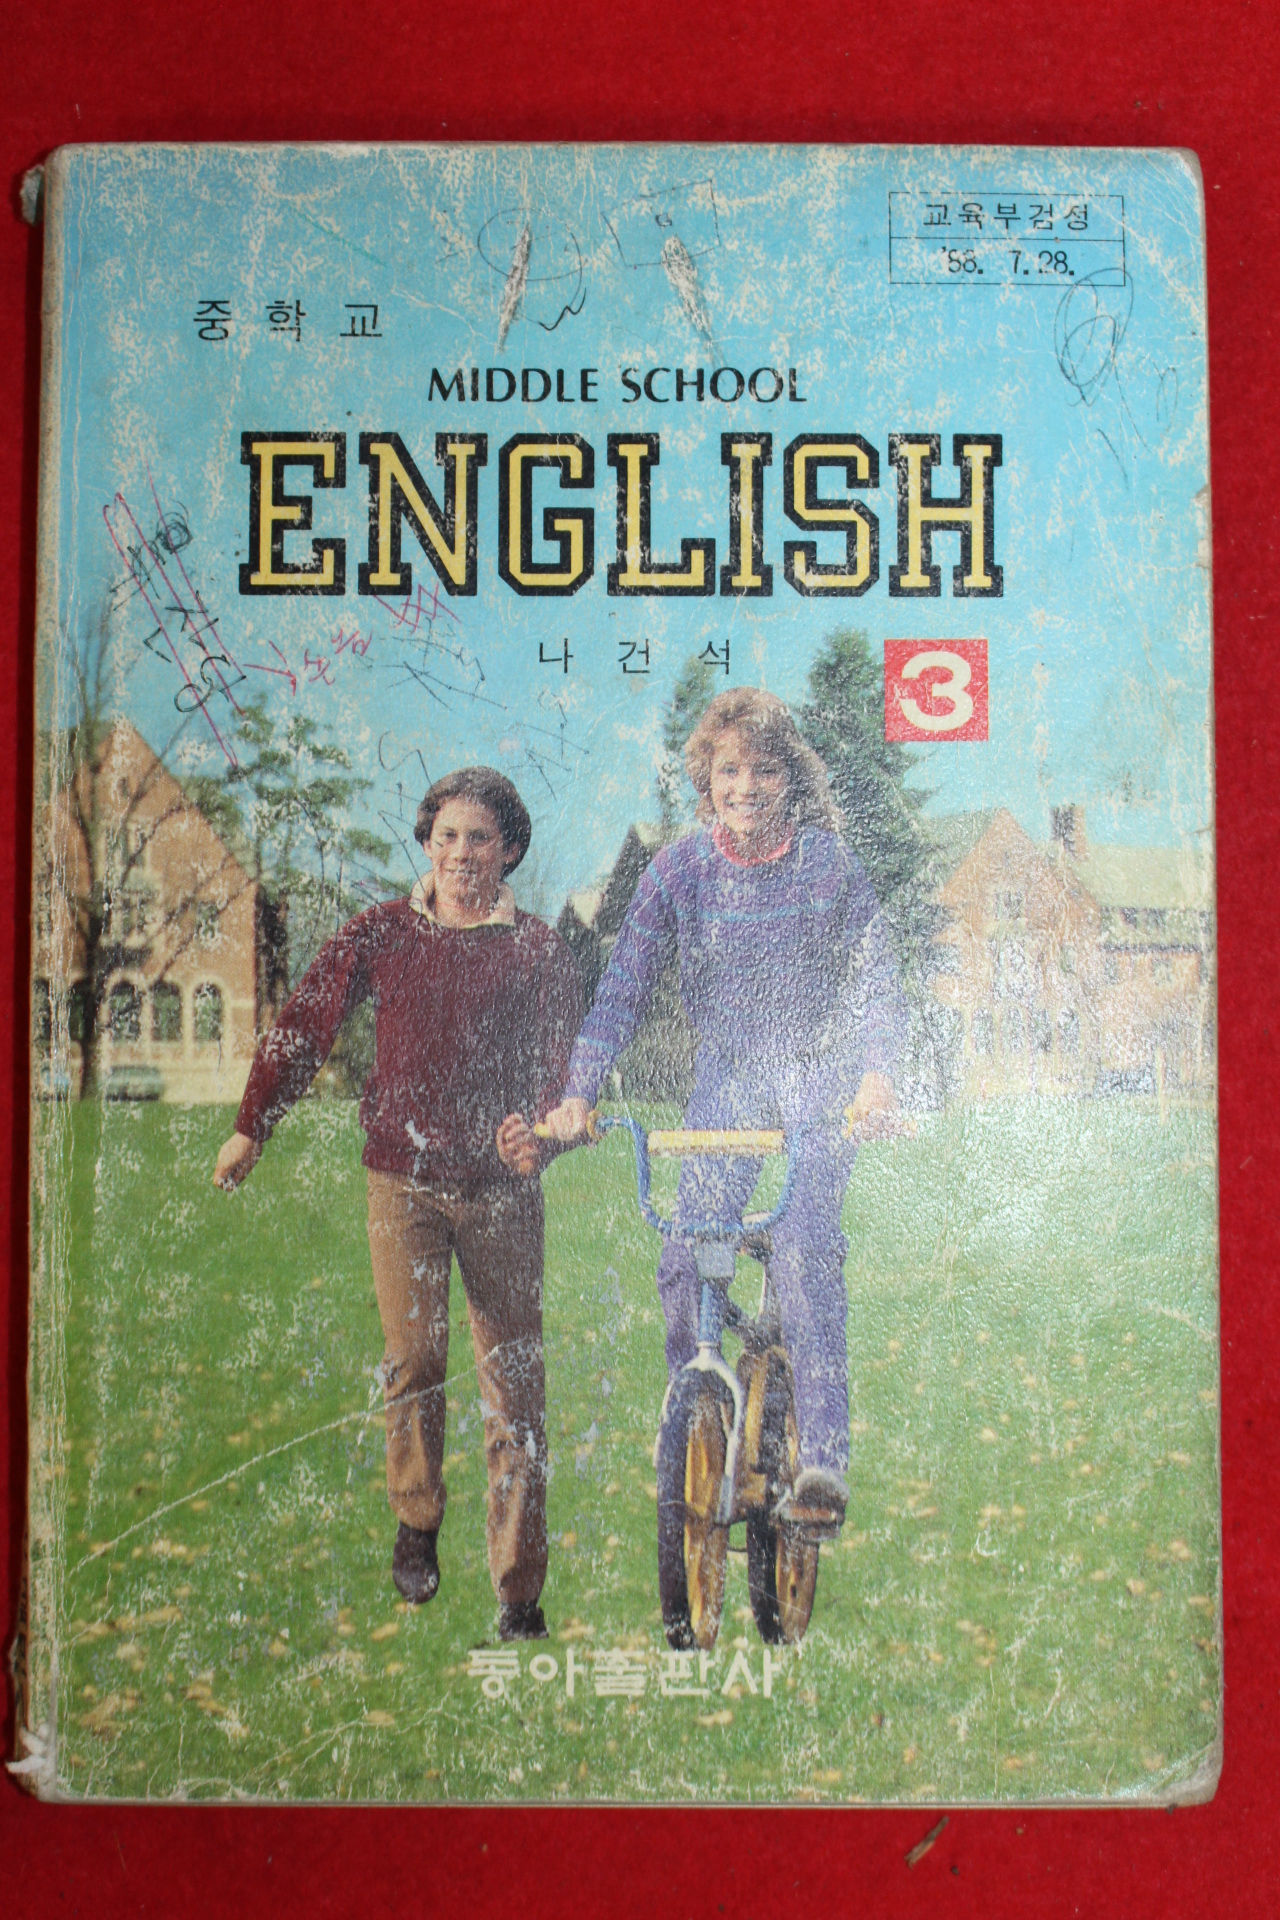 교육부검성
'88. 7. 28.
중학교
MIDDLE SCHOOL
ENGLISH
나 건 석
3
동아출판사